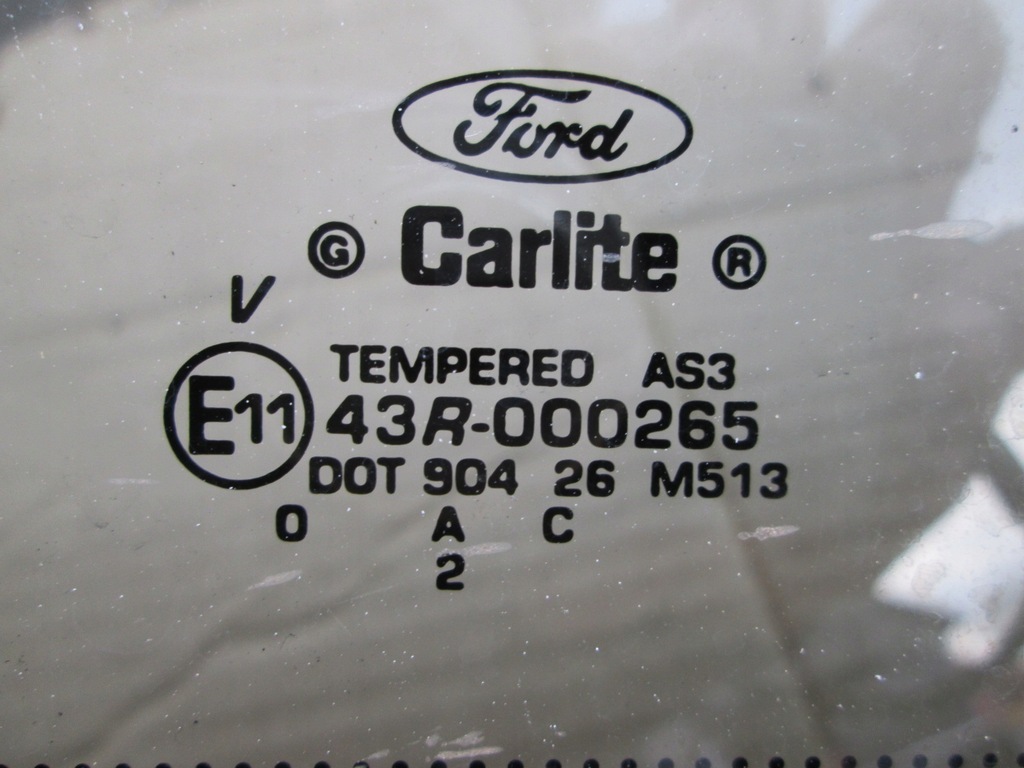 Ford
G Carlite ®
V
TEMPERED AS3
E11 43R-000265
DOT 904 26 M513
0 A C
2